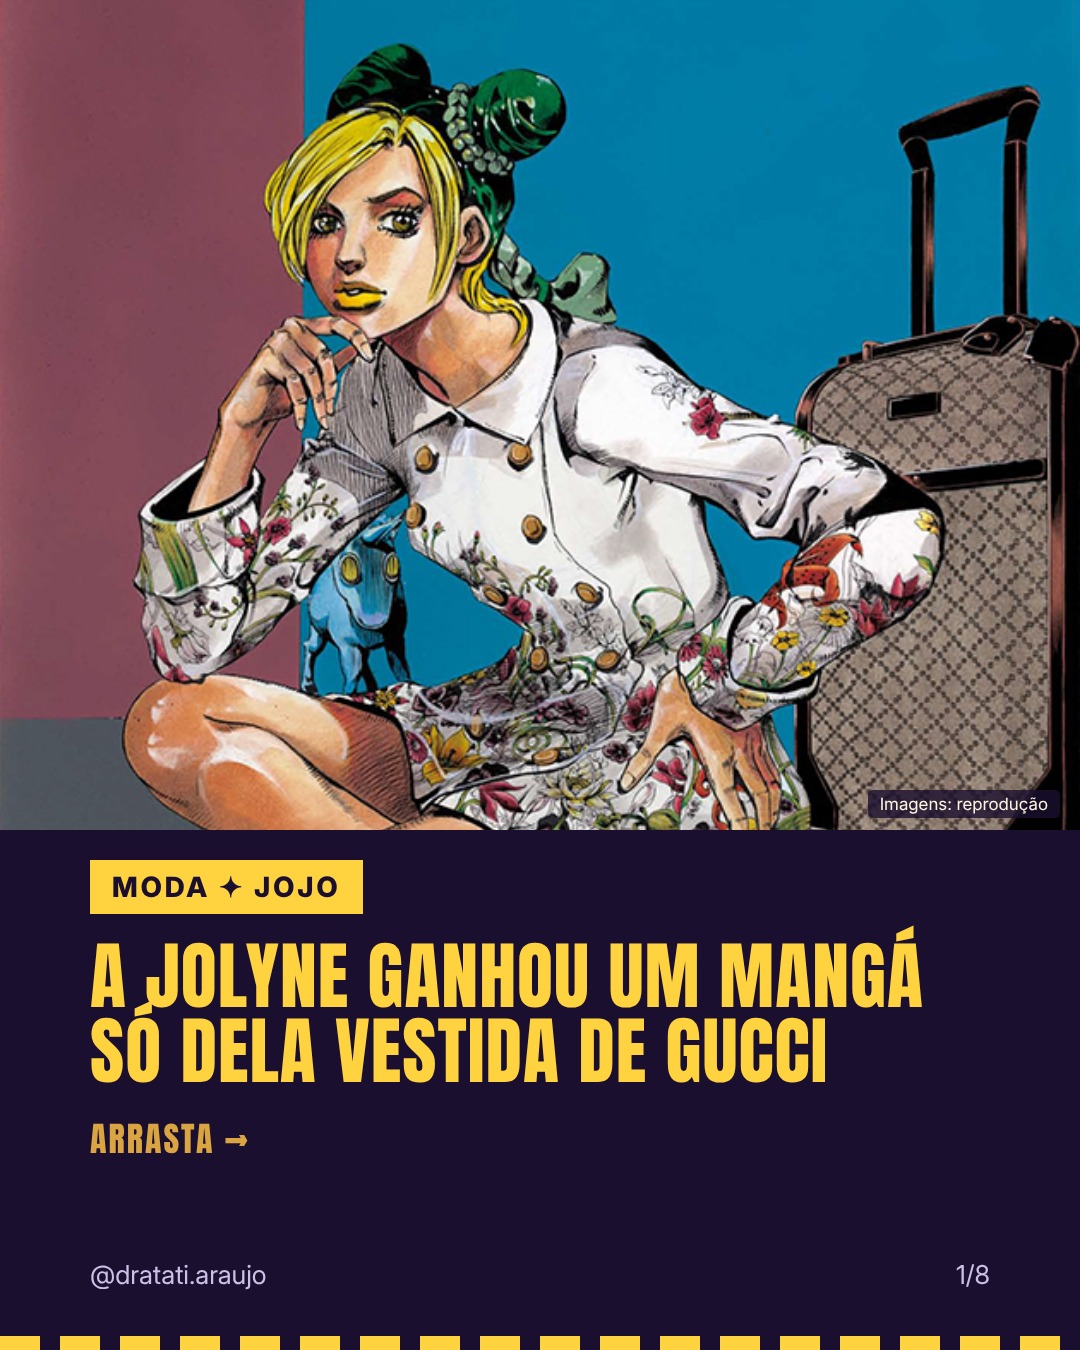 Imagens: reprodução
MODA ✦ JOJO
A JOLYNE GANHOU UM MANGÁ
SÓ DELA VESTIDA DE GUCCI
ARRASTA →
@dratati.araujo
1/8